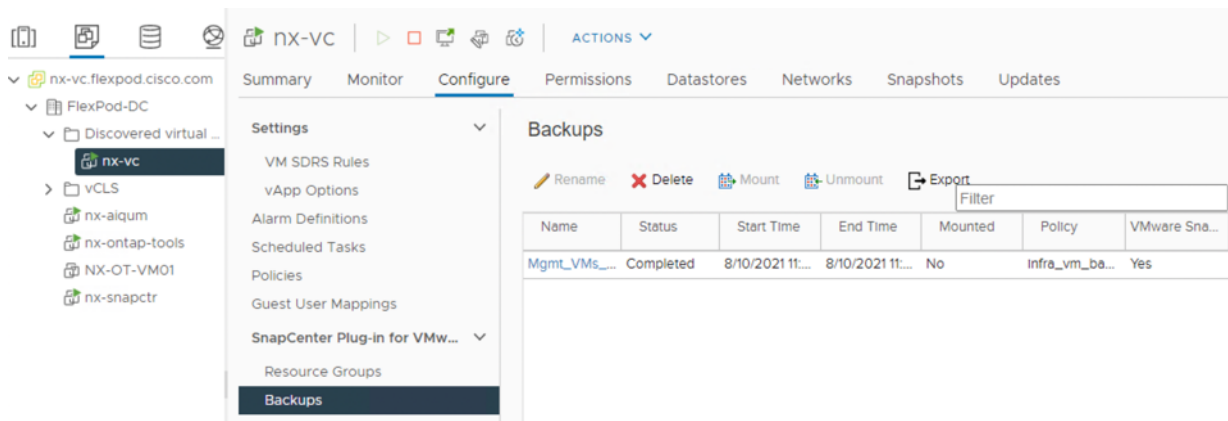 nx-vc
ACTIONS
nx-vc.flexpod.cisco.com
FlexPod-DC
Discovered virtual ...
nx-vc
vCLS
nx-aiqum
nx-ontap-tools
NX-OT-VM01
nx-snapctr
Summary Monitor Configure Permissions Datastores Networks Snapshots Updates
Settings
VM SDRS Rules
vApp Options
Alarm Definitions
Scheduled Tasks
Policies
Guest User Mappings
SnapCenter Plug-in for VMw...
Resource Groups
Backups
Backups
Rename Delete Mount Unmount Export
Filter
Name Status Start Time End Time Mounted Policy VMware Sna...
Mgmt_VMs_... Completed 8/10/2021 11:... 8/10/2021 11:... No Infra_vm_ba... Yes